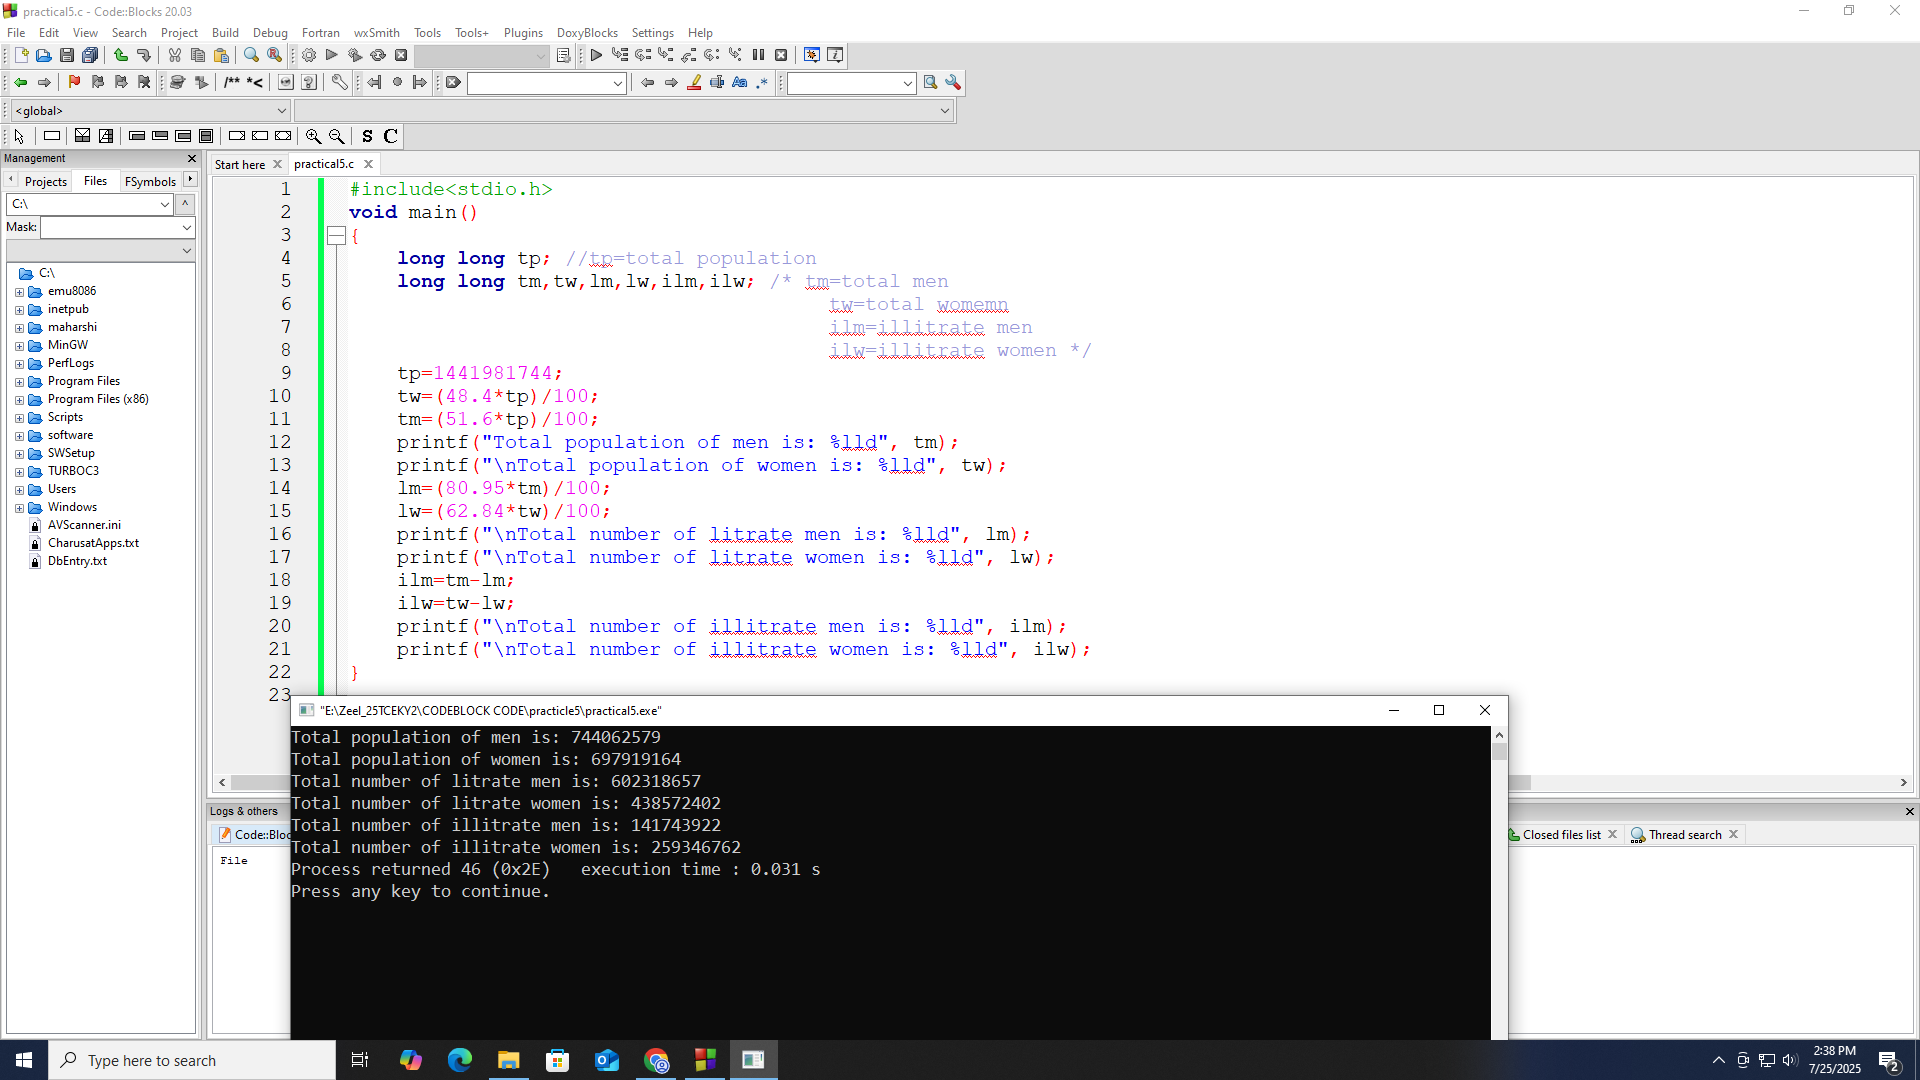 practical5.c - Code::Blocks 20.03
File Edit View Search Project Build Debug Fortran wxSmith Tools Tools+ Plugins DoxyBlocks Settings Help
/** *<
Aa .*
<global>
S C
Management
Projects Files FSymbols
C:\ ^
Mask:
C:\
emu8086
inetpub
maharshi
MinGW
PerfLogs
Program Files
Program Files (x86)
Scripts
software
SWSetup
TURBOC3
Users
Windows
AVScanner.ini
CharusatApps.txt
DbEntry.txt
Start here practical5.c
1 #include<stdio.h>
2 void main()
3 {
4 long long tp; //tp=total population
5 long long tm,tw,lm,lw,ilm,ilw; /* tm=total men
6 tw=total womemn
7 ilm=illitrate men
8 ilw=illitrate women */
9 tp=1441981744;
10 tw=(48.4*tp)/100;
11 tm=(51.6*tp)/100;
12 printf("Total population of men is: %lld", tm);
13 printf("\nTotal population of women is: %lld", tw);
14 lm=(80.95*tm)/100;
15 lw=(62.84*tw)/100;
16 printf("\nTotal number of litrate men is: %lld", lm);
17 printf("\nTotal number of litrate women is: %lld", lw);
18 ilm=tm-lm;
19 ilw=tw-lw;
20 printf("\nTotal number of illitrate men is: %lld", ilm);
21 printf("\nTotal number of illitrate women is: %lld", ilw);
22 }
23
"E:\Zeel_25TCEKY2\CODEBLOCK CODE\practicle5\practical5.exe"
Total population of men is: 744062579
Total population of women is: 697919164
Total number of litrate men is: 602318657
Total number of litrate women is: 438572402
Total number of illitrate men is: 141743922
Total number of illitrate women is: 259346762
Process returned 46 (0x2E) execution time : 0.031 s
Press any key to continue.
Logs & others
Code::Bloc
Closed files list Thread search
File
Type here to search
2:38 PM
7/25/2025
2